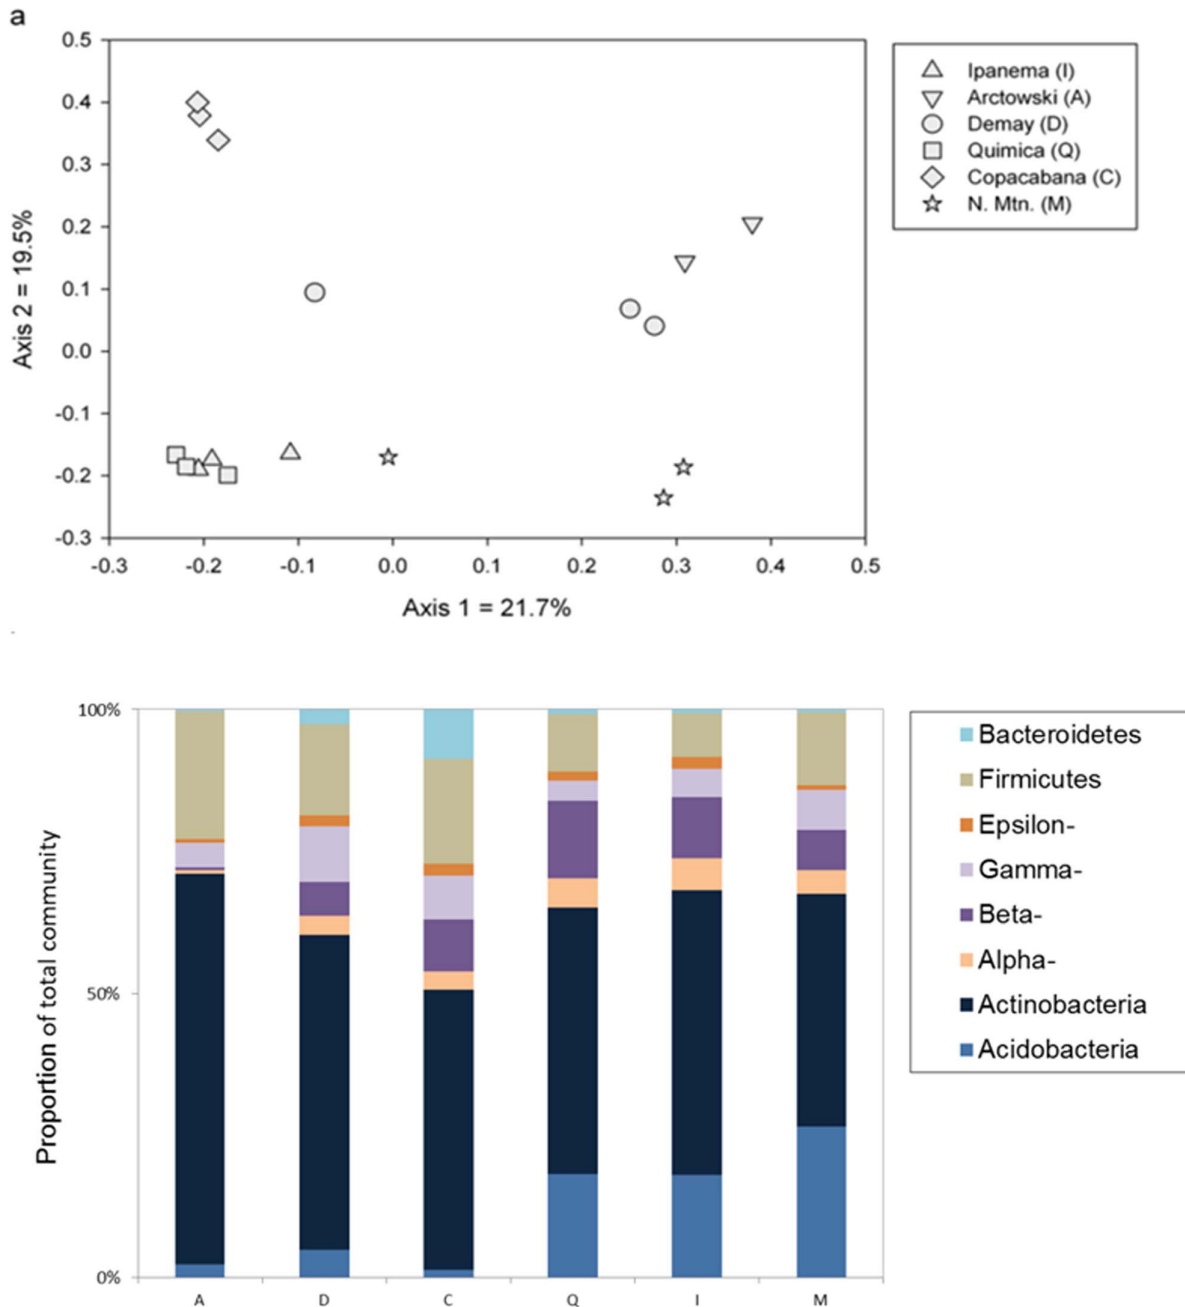 a
0.5
0.4
0.3
0.2
0.1
0.0
-0.1
-0.2
-0.3
Axis 2 = 19.5%
-0.3 -0.2 -0.1 0.0 0.1 0.2 0.3 0.4 0.5
Axis 1 = 21.7%
Ipanema (I)
Arctowski (A)
Demay (D)
Quimica (Q)
Copacabana (C)
N. Mtn. (M)
100%
50%
0%
Proportion of total community
A D C Q I M
Bacteroidetes
Firmicutes
Epsilon-
Gamma-
Beta-
Alpha-
Actinobacteria
Acidobacteria